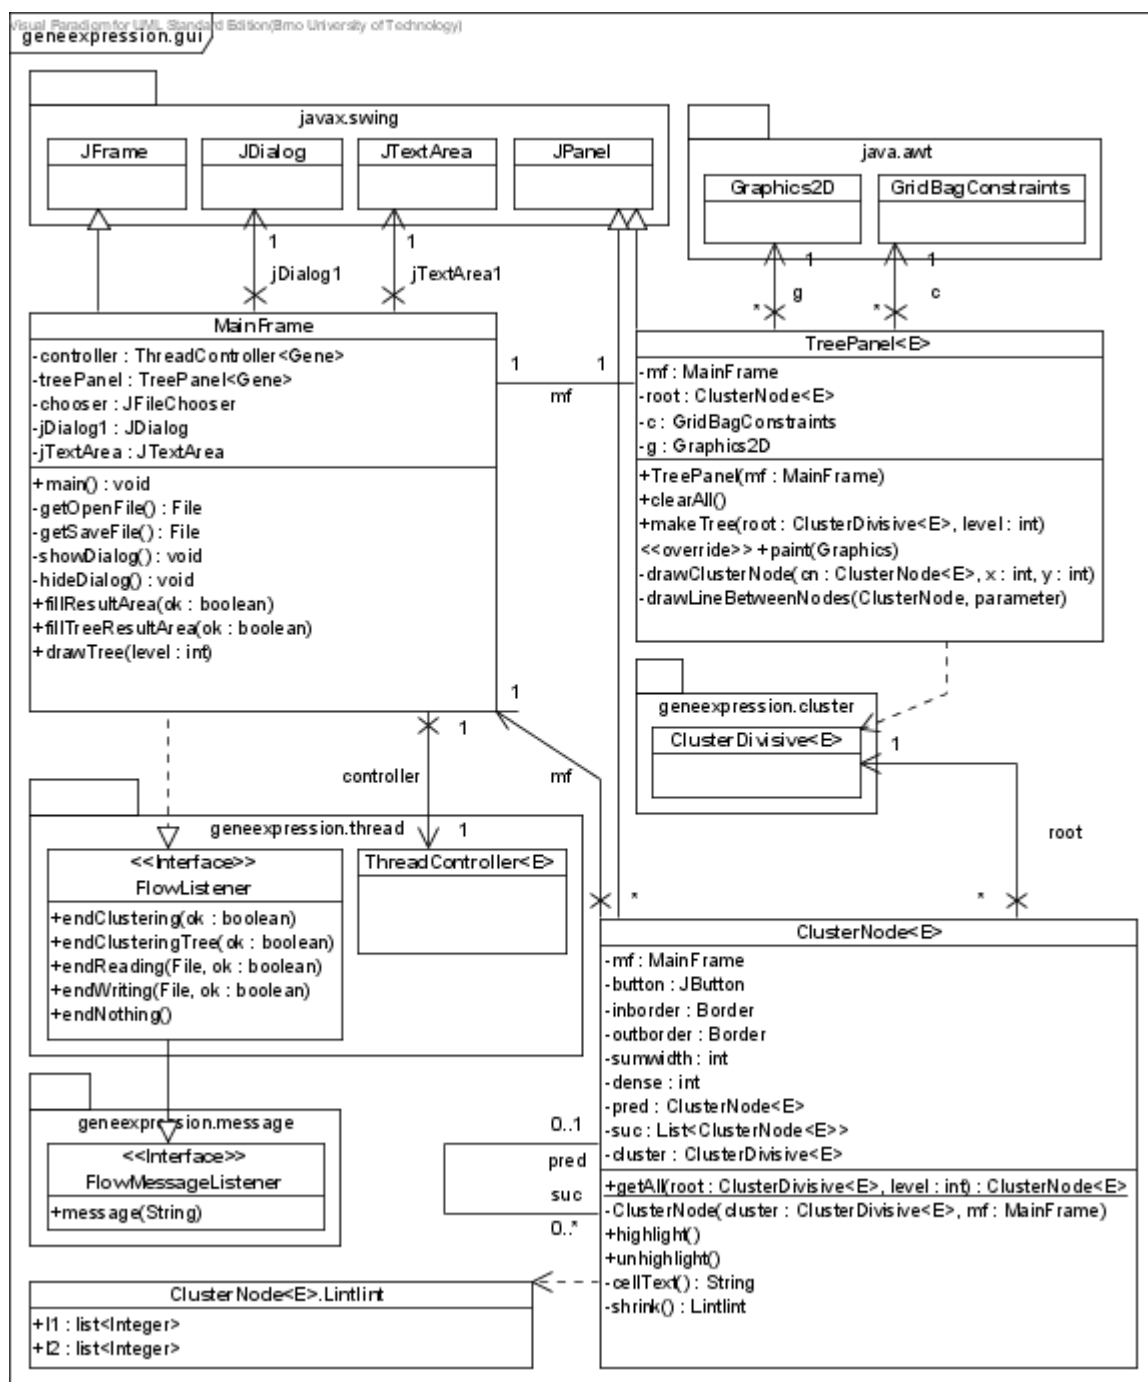 Visual Paradigm for UML Standard Edition(Brno University of Technology)
geneexpression.gui
javax.swing
JFrame
JDialog
JTextArea
JPanel
java.awt
Graphics2D
GridBagConstraints
1
1
1
1
jDialog1
jTextArea1
g
c
*
*
MainFrame
-controller : ThreadController<Gene>
-treePanel : TreePanel<Gene>
-chooser : JFileChooser
-jDialog1 : JDialog
-jTextArea : JTextArea
+main() : void
-getOpenFile() : File
-getSaveFile() : File
-showDialog() : void
-hideDialog() : void
+fillResultArea(ok : boolean)
+fillTreeResultArea(ok : boolean)
+drawTree(level : int)
1
1
mf
TreePanel<E>
-mf : MainFrame
-root : ClusterNode<E>
-c : GridBagConstraints
-g : Graphics2D
+TreePanel(mf : MainFrame)
+clearAll()
+makeTree(root : ClusterDivisive<E>, level : int)
<<override>> +paint(Graphics)
-drawClusterNode(cn : ClusterNode<E>, x : int, y : int)
-drawLineBetweenNodes(ClusterNode, parameter)
1
1
controller
mf
geneexpression.cluster
ClusterDivisive<E>
1
root
*
*
geneexpression.thread
1
<<Interface>>
FlowListener
+endClustering(ok : boolean)
+endClusteringTree(ok : boolean)
+endReading(File, ok : boolean)
+endWriting(File, ok : boolean)
+endNothing()
ThreadController<E>
geneexpression.message
<<Interface>>
FlowMessageListener
+message(String)
ClusterNode<E>
-mf : MainFrame
-button : JButton
-inborder : Border
-outborder : Border
-sumwidth : int
-dense : int
-pred : ClusterNode<E>
-suc : List<ClusterNode<E>>
-cluster : ClusterDivisive<E>
+getAll(root : ClusterDivisive<E>, level : int) : ClusterNode<E>
-ClusterNode(cluster : ClusterDivisive<E>, mf : MainFrame)
+highlight()
+unhighlight()
-cellText() : String
-shrink() : Lintlint
0..1
pred
suc
0..*
ClusterNode<E>.Lintlint
+l1 : list<Integer>
+l2 : list<Integer>